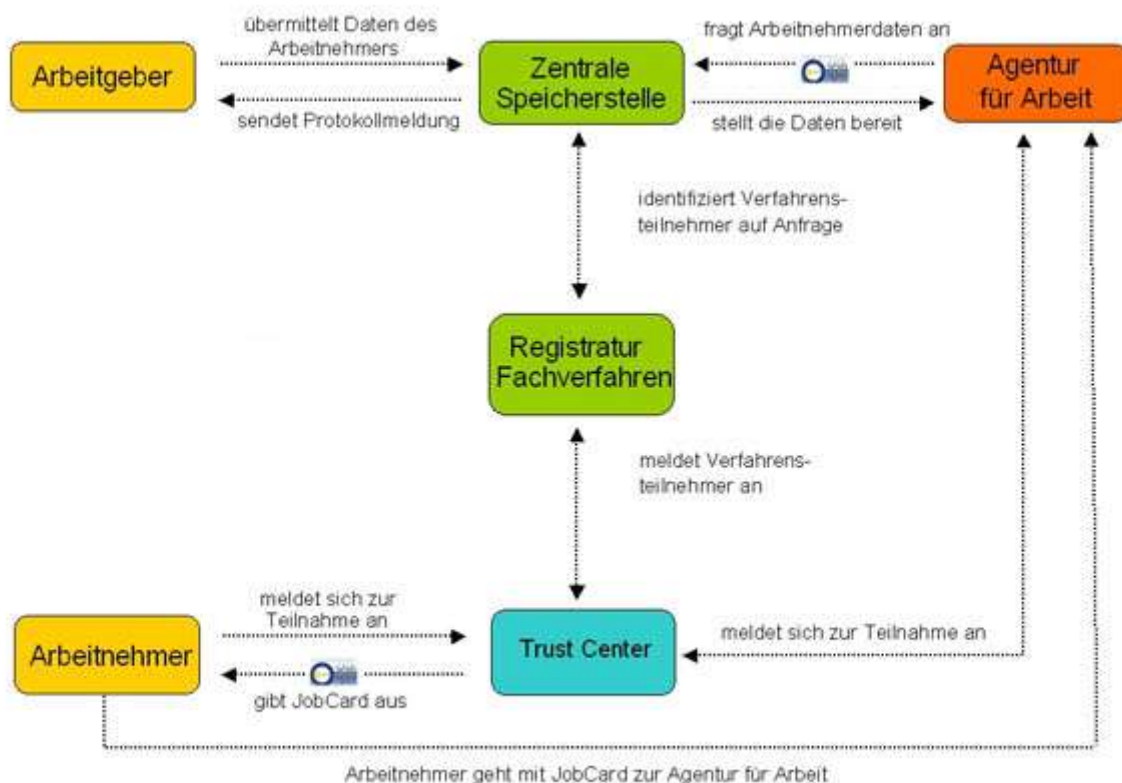 übermittelt Daten des
Arbeitnehmers
fragt Arbeitnehmerdaten an
Arbeitgeber
Zentrale
Speicherstelle
Agentur
für Arbeit
sendet Protokollmeldung
stellt die Daten bereit
identifiziert Verfahrens-
teilnehmer auf Anfrage
Registratur
Fachverfahren
meldet Verfahrens-
teilnehmer an
meldet sich zur
Teilnahme an
Arbeitnehmer
Trust Center
meldet sich zur Teilnahme an
gibt JobCard aus
Arbeitnehmer geht mit JobCard zur Agentur für Arbeit